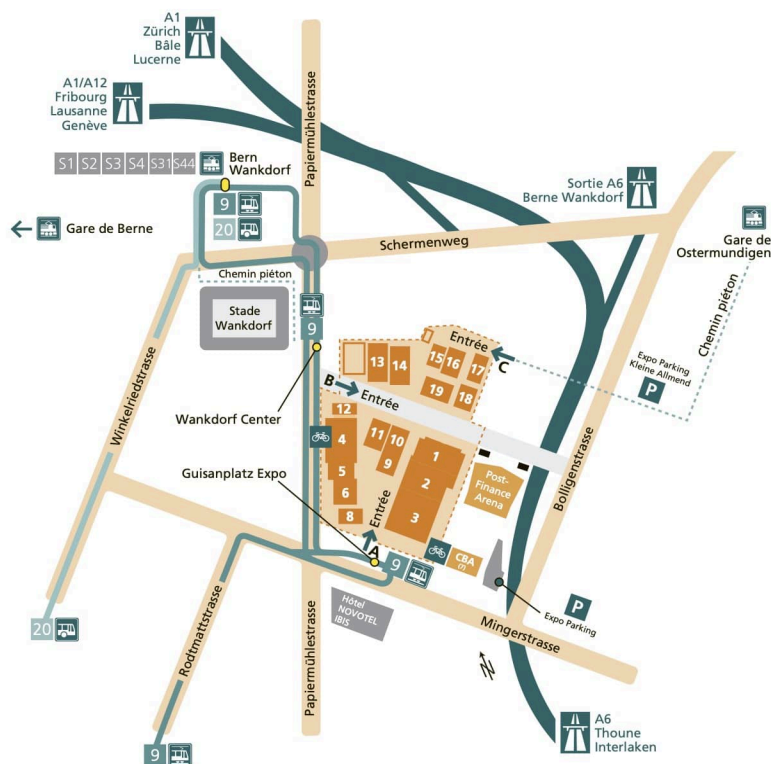 A1
Zürich
Bâle
Lucerne
A1/A12
Fribourg
Lausanne
Genève
Papiermühlestrasse
S1 S2 S3 S4 S31 S44
Bern
Wankdorf
9
20
Gare de Berne
Sortie A6
Berne Wankdorf
Schermenweg
Gare de
Ostermundigen
Chemin piéton
Chemin piéton
Stade
Wankdorf
9
Winkelriedstrasse
Wankdorf Center
Entrée
C
13 14 15 16 17
18 19
B
Entrée
Expo Parking
Kleine Allmend
P
Bolligenstrasse
12
4
11 10
9
5
6
8
1
2
3
Post-
Finance
Arena
Guisanplatz Expo
Entrée
A
9
CBA
(7)
Expo Parking
P
Hôtel
NOVOTEL
IBIS
Mingerstrasse
N
Rodtmattstrasse
Papiermühlestrasse
20
9
A6
Thoune
Interlaken